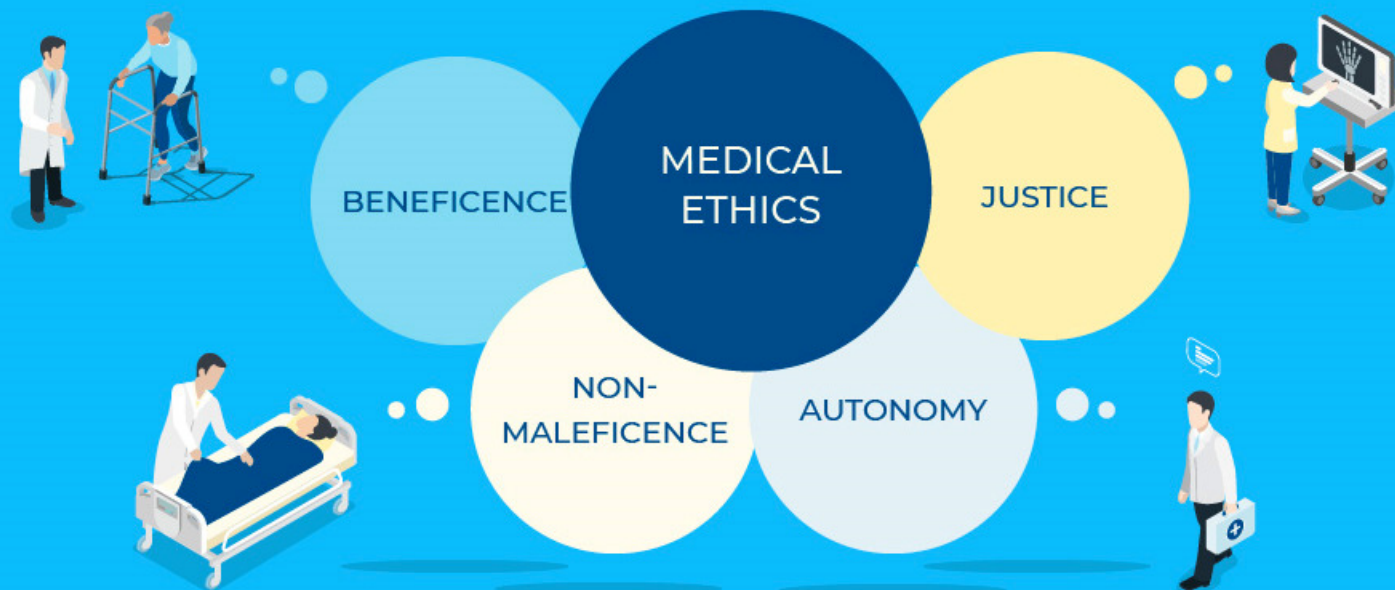 MEDICAL
ETHICS
BENEFICENCE
JUSTICE
NON-
MALEFICENCE
AUTONOMY